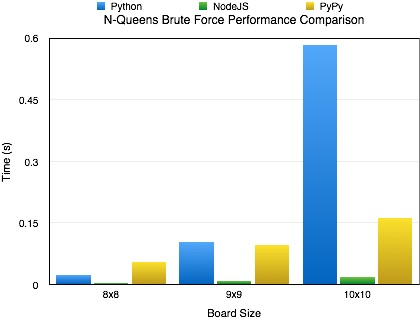 Python NodeJS PyPy
N-Queens Brute Force Performance Comparison
0.6
0.45
0.3
0.15
0
Time (s)
8x8 9x9 10x10
Board Size